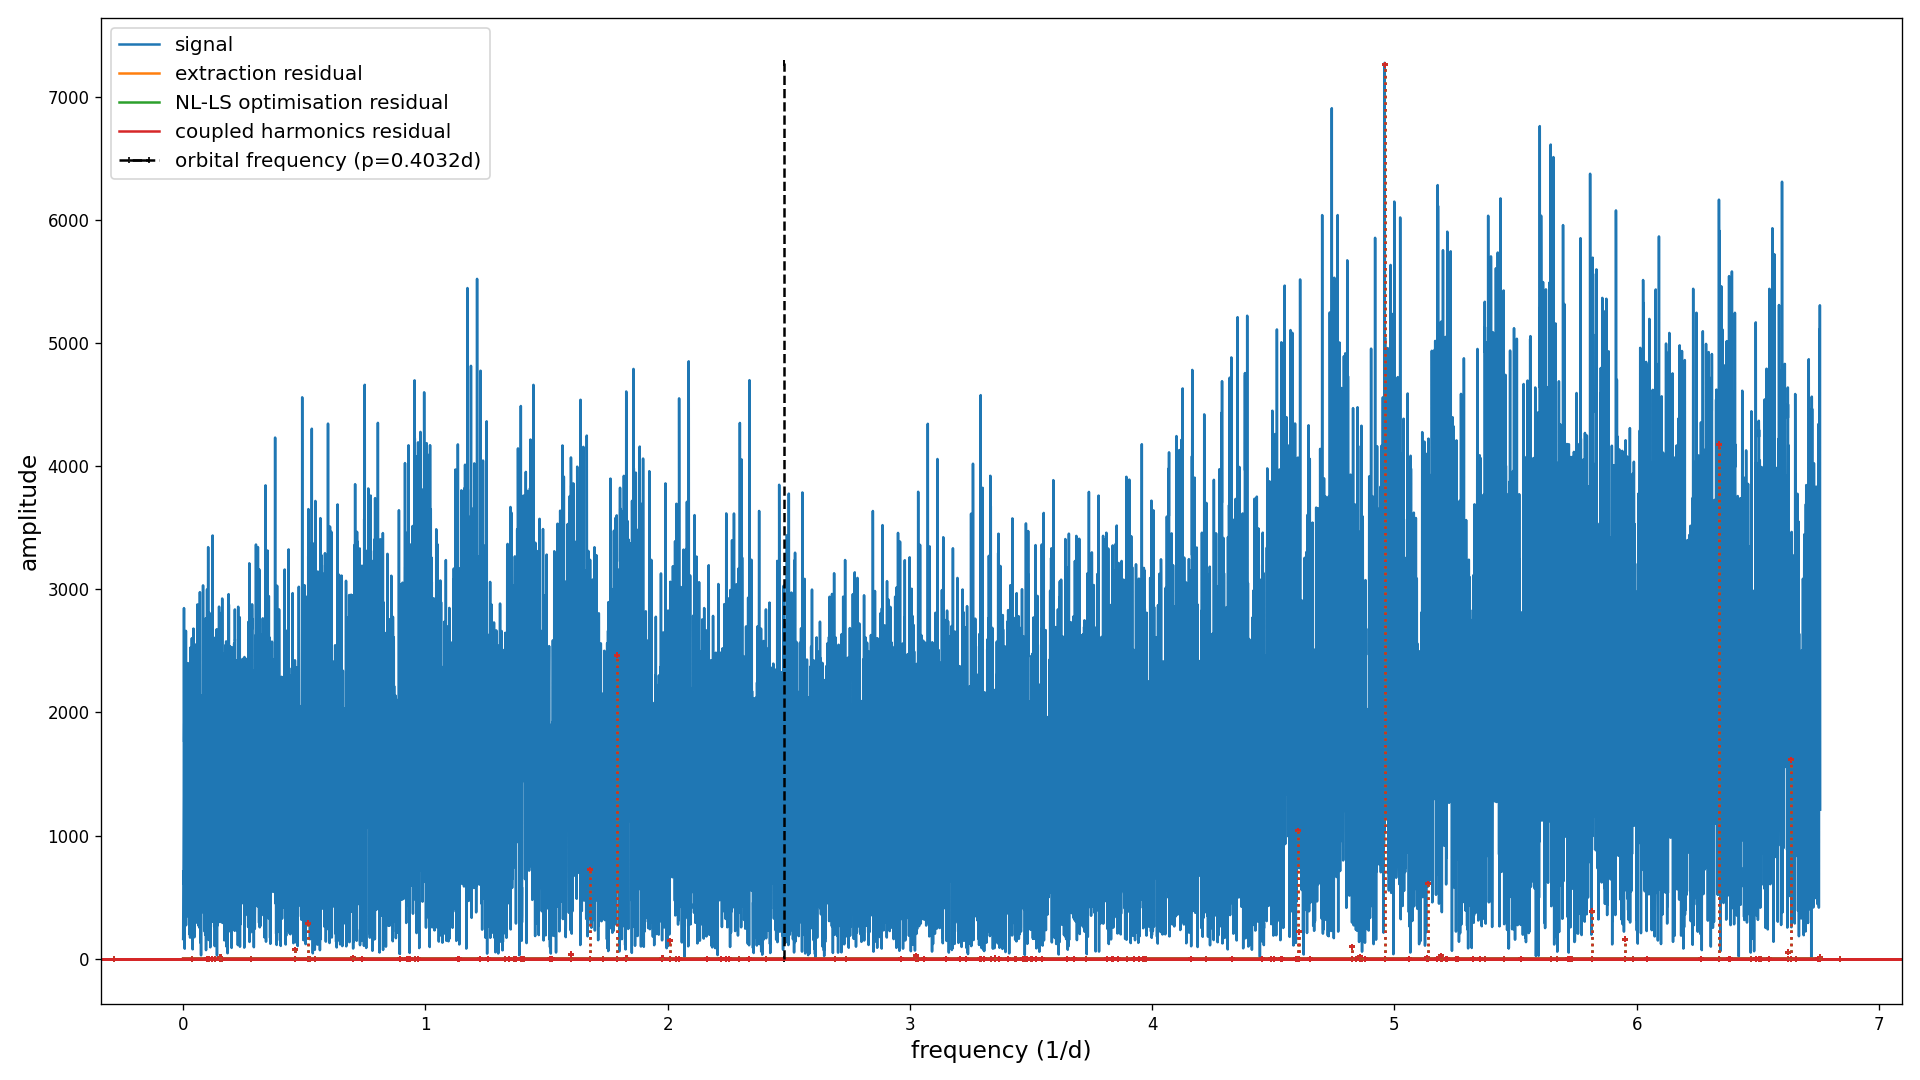 signal
extraction residual
NL-LS optimisation residual
coupled harmonics residual
orbital frequency (p=0.4032d)
amplitude
7000
6000
5000
4000
3000
2000
1000
0
0 1 2 3 4 5 6 7
frequency (1/d)